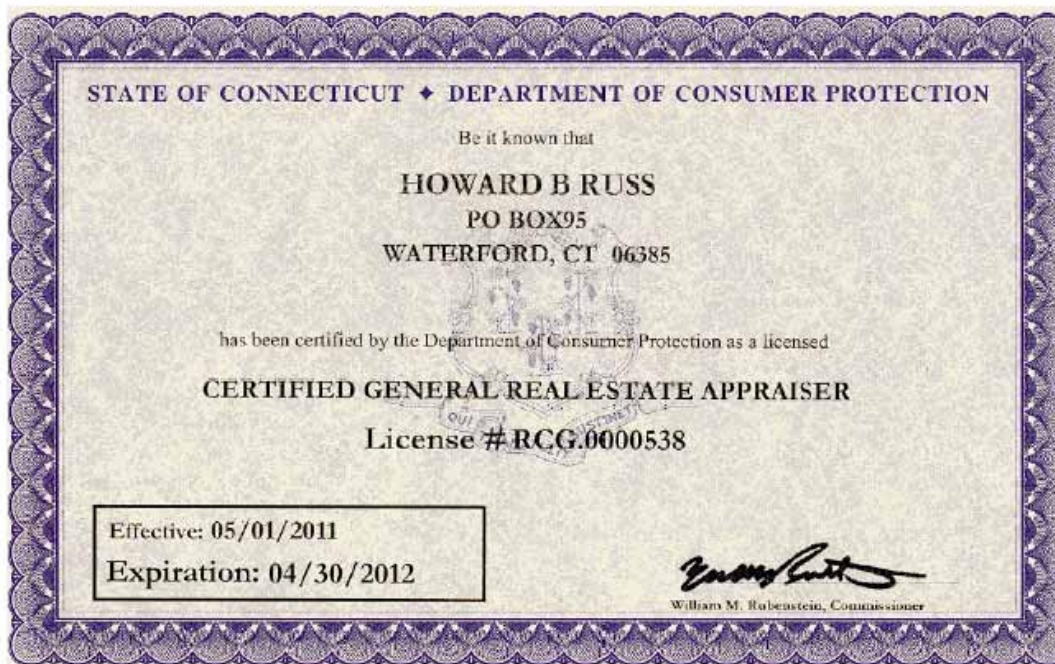 STATE OF CONNECTICUT ✦ DEPARTMENT OF CONSUMER PROTECTION
Be it known that
HOWARD B RUSS
PO BOX95
WATERFORD, CT 06385
has been certified by the Department of Consumer Protection as a licensed
CERTIFIED GENERAL REAL ESTATE APPRAISER
QUI
License # RCG.0000538
Effective: 05/01/2011
Expiration: 04/30/2012
William M. Rubenstein, Commissioner